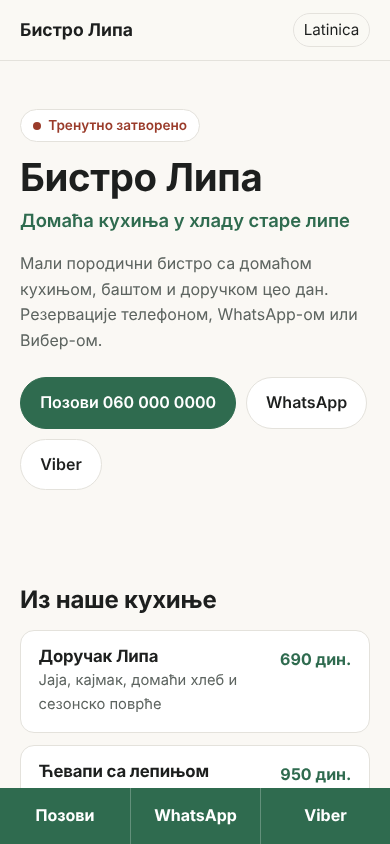 Бистро Липа
Latinica
Тренутно затворено
Бистро Липа
Домаћа кухиња у хладу старе липе
Мали породични бистро са домаћом
кухињом, баштом и доручком цео дан.
Резервације телефоном, WhatsApp-ом или
Вибер-ом.
Позови 060 000 0000
WhatsApp
Viber
Из наше кухиње
Доручак Липа
690 дин.
Јаја, кајмак, домаћи хлеб и
сезонско поврће
Ћевапи са лепињом
950 дин.
Позови
WhatsApp
Viber